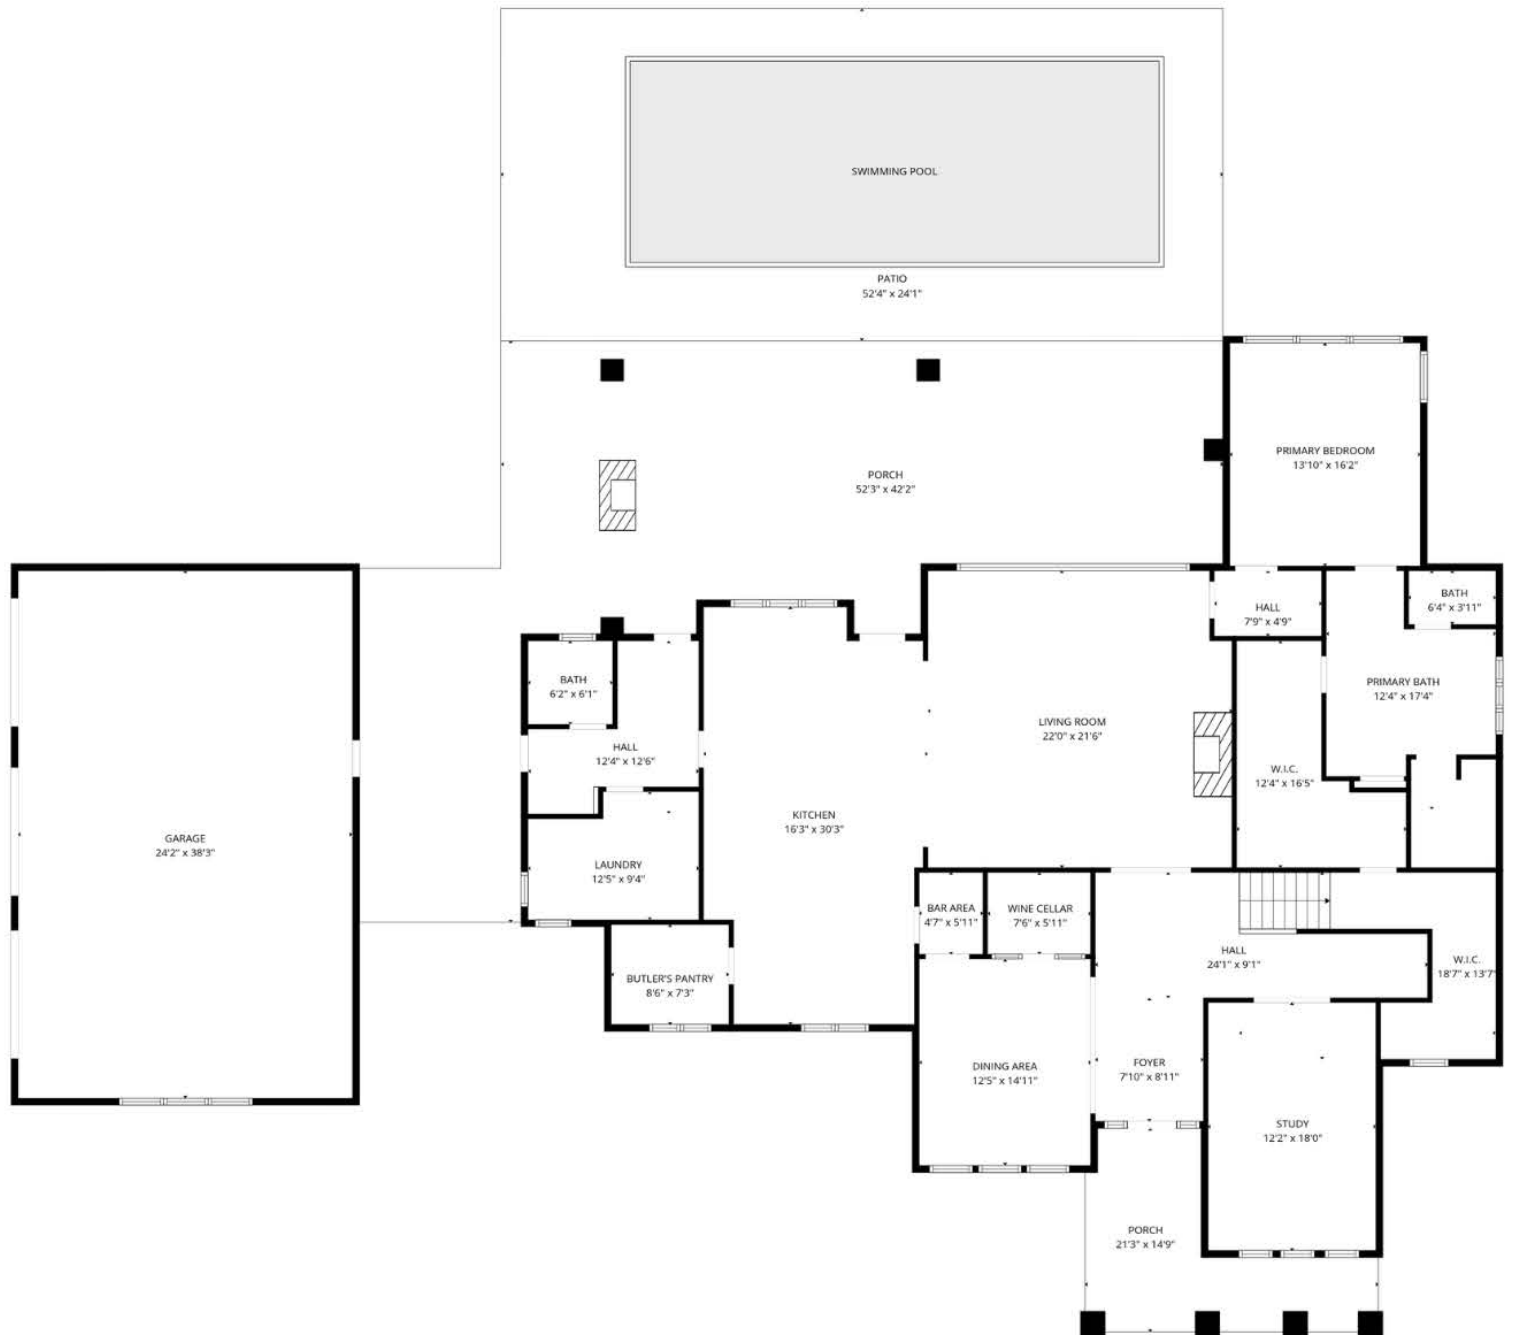 SWIMMING POOL
PATIO
52'4" x 24'1"
PRIMARY BEDROOM
13'10" x 16'2"
PORCH
52'3" x 42'2"
BATH
6'4" x 3'11"
HALL
7'9" x 4'9"
BATH
6'2" x 6'1"
PRIMARY BATH
12'4" x 17'4"
LIVING ROOM
22'0" x 21'6"
HALL
12'4" x 12'6"
W.I.C.
12'4" x 16'5"
KITCHEN
16'3" x 30'3"
GARAGE
24'2" x 38'3"
LAUNDRY
12'5" x 9'4"
BAR AREA
4'7" x 5'11"
WINE CELLAR
7'6" x 5'11"
HALL
24'1" x 9'1"
W.I.C.
18'7" x 13'7"
BUTLER'S PANTRY
8'6" x 7'3"
DINING AREA
12'5" x 14'11"
FOYER
7'10" x 8'11"
STUDY
12'2" x 18'0"
PORCH
21'3" x 14'9"